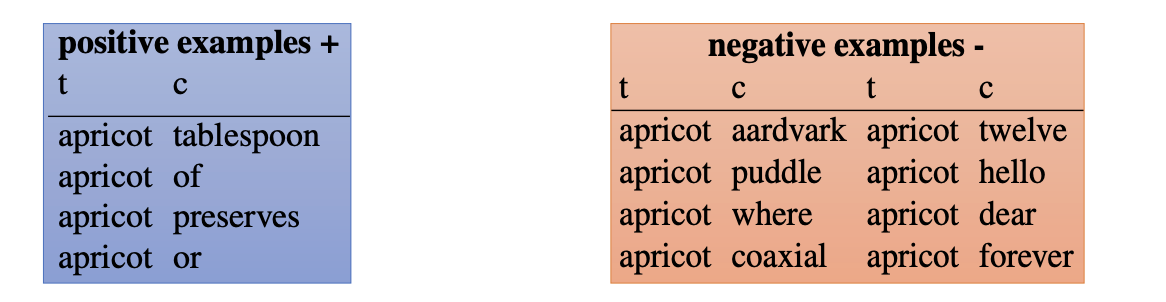 positive examples +
t c
apricot tablespoon
apricot of
apricot preserves
apricot or
negative examples -
t c t c
apricot aardvark apricot twelve
apricot puddle apricot hello
apricot where apricot dear
apricot coaxial apricot forever